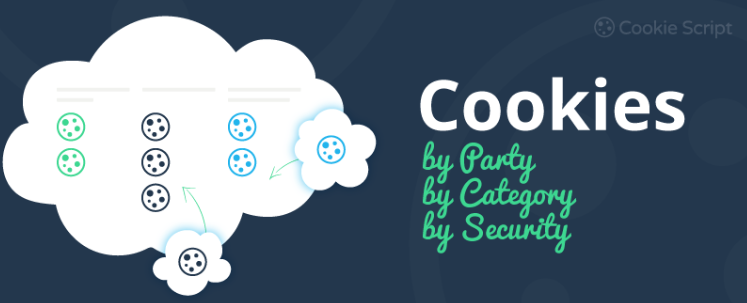 Cookie Script
Cookies
by Party
by Category
by Security